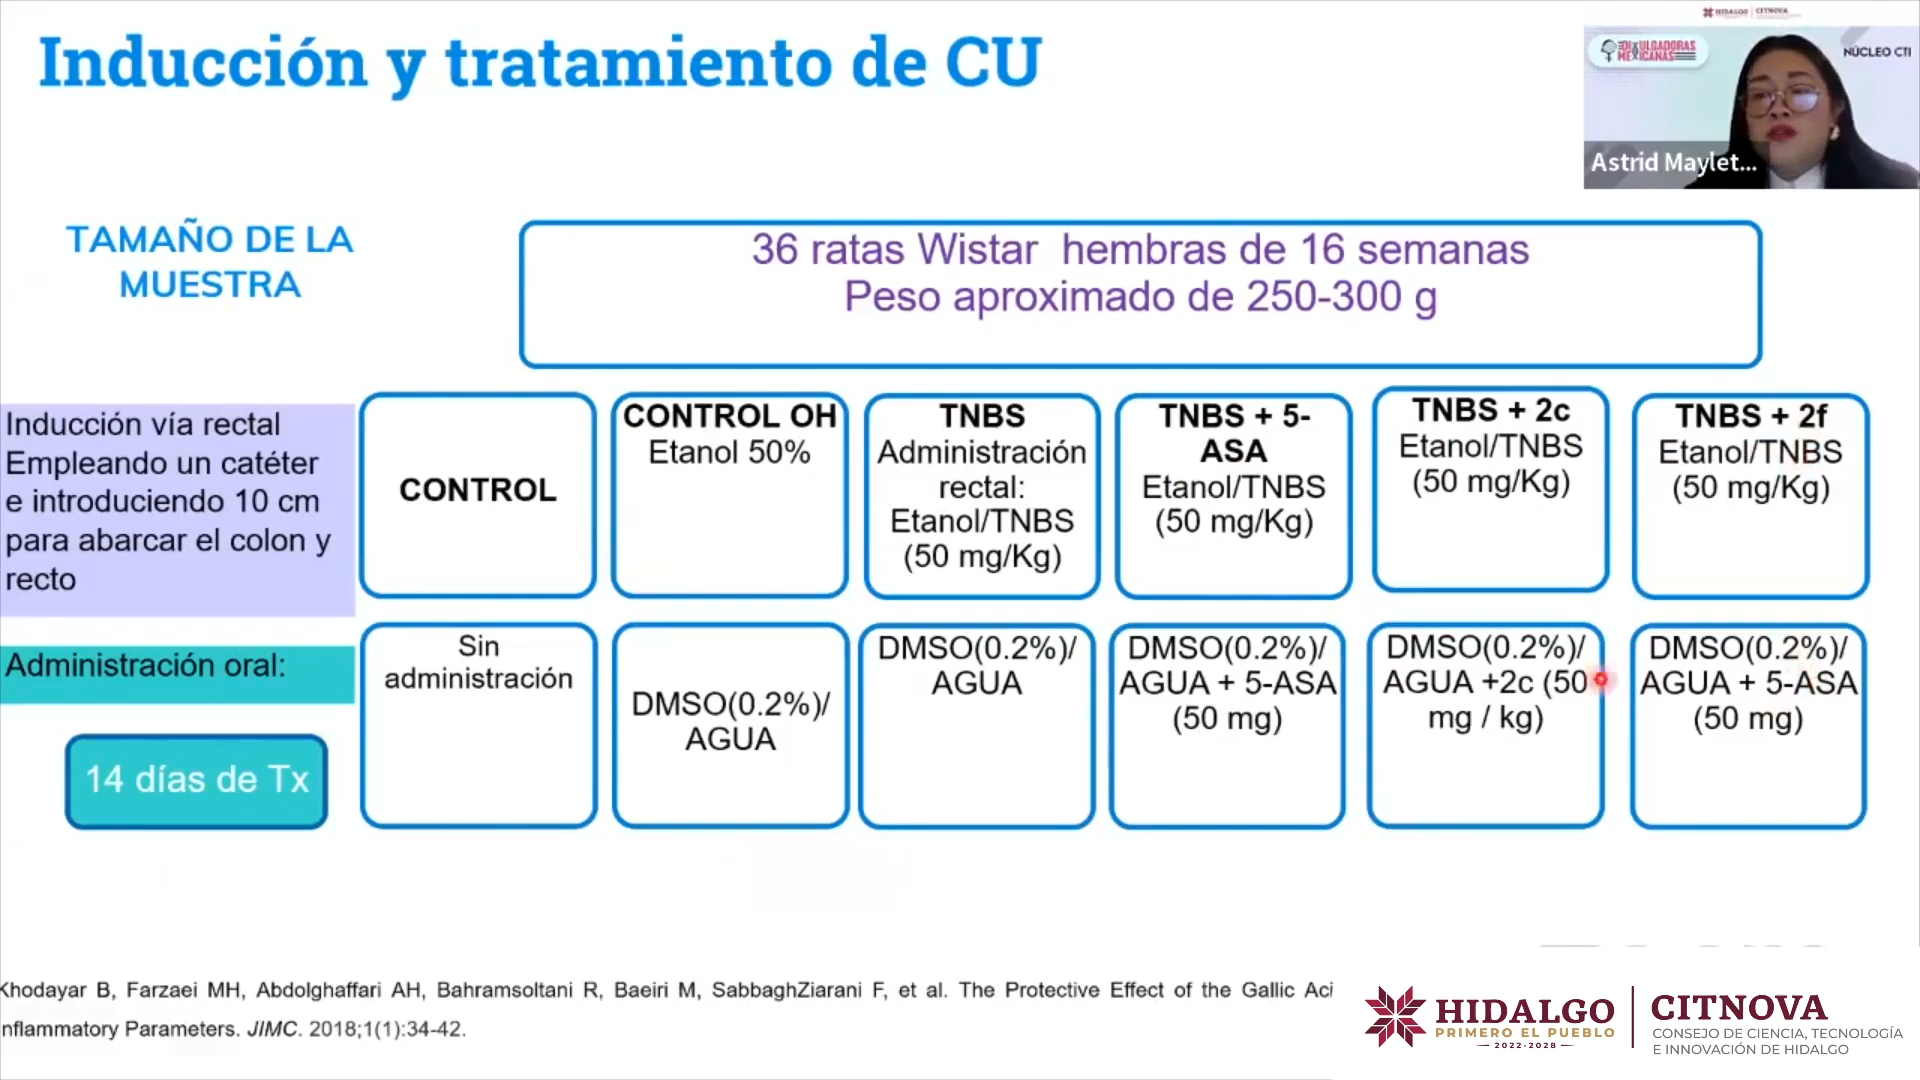 HIDALGO | CITNOVA
Inducción y tratamiento de CU
DIVULGADORAS
MEXICANAS
NÚCLEO CTI
Astrid Maylet...
TAMAÑO DE LA
MUESTRA
36 ratas Wistar hembras de 16 semanas
Peso aproximado de 250-300 g
Inducción vía rectal
Empleando un catéter
e introduciendo 10 cm
para abarcar el colon y
recto
CONTROL
CONTROL OH
Etanol 50%
TNBS
Administración
rectal:
Etanol/TNBS
(50 mg/Kg)
TNBS + 5-
ASA
Etanol/TNBS
(50 mg/Kg)
TNBS + 2c
Etanol/TNBS
(50 mg/Kg)
TNBS + 2f
Etanol/TNBS
(50 mg/Kg)
Administración oral:
14 días de Tx
Sin
administración
DMSO(0.2%)/
AGUA
DMSO(0.2%)/
AGUA
DMSO(0.2%)/
AGUA + 5-ASA
(50 mg)
DMSO(0.2%)/
AGUA +2c (50
mg / kg)
DMSO(0.2%)/
AGUA + 5-ASA
(50 mg)
Khodayar B, Farzaei MH, Abdolghaffari AH, Bahramsoltani R, Baeiri M, SabbaghZiarani F, et al. The Protective Effect of the Gallic Aci
nflammatory Parameters. JIMC. 2018;1(1):34-42.
HIDALGO
PRIMERO EL PUEBLO
2022-2028
CITNOVA
CONSEJO DE CIENCIA, TECNOLOGÍA
E INNOVACIÓN DE HIDALGO